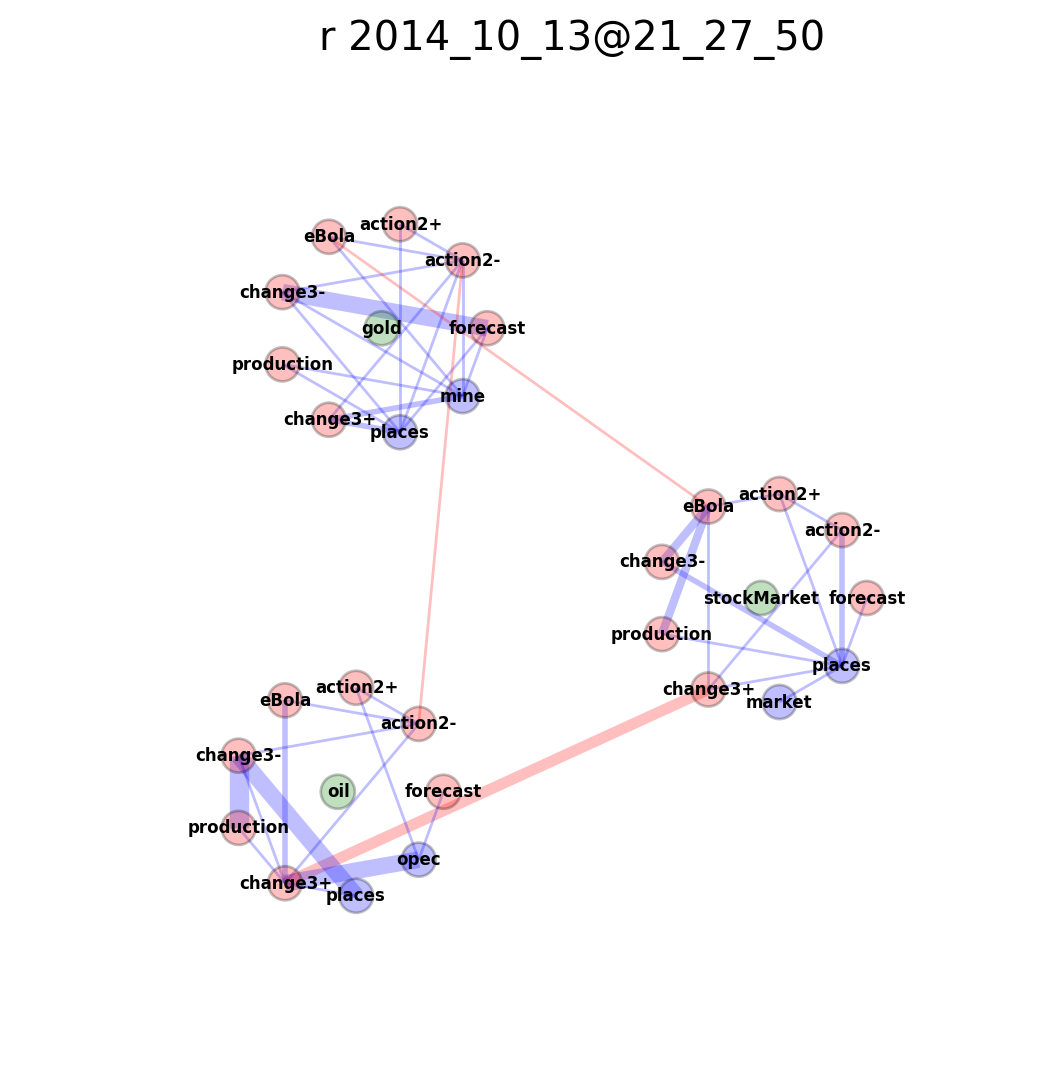 r 2014_10_13@21_27_50
action2+
eBola
action2-
change3-
gold
forecast
production
mine
change3+
places
action2+
eBola
action2-
change3-
stockMarket
forecast
production
places
change3+
market
action2+
eBola
action2-
change3-
oil
forecast
production
opec
change3+
places